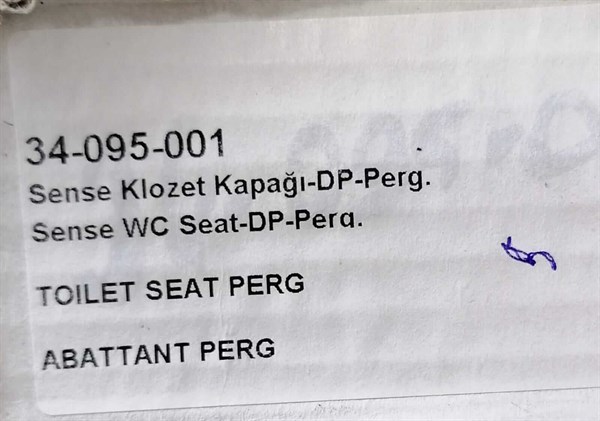 34-095-001
Sense Klozet Kapağı-DP-Perg.
Sense WC Seat-DP-Perg.
TOILET SEAT PERG
ABATTANT PERG